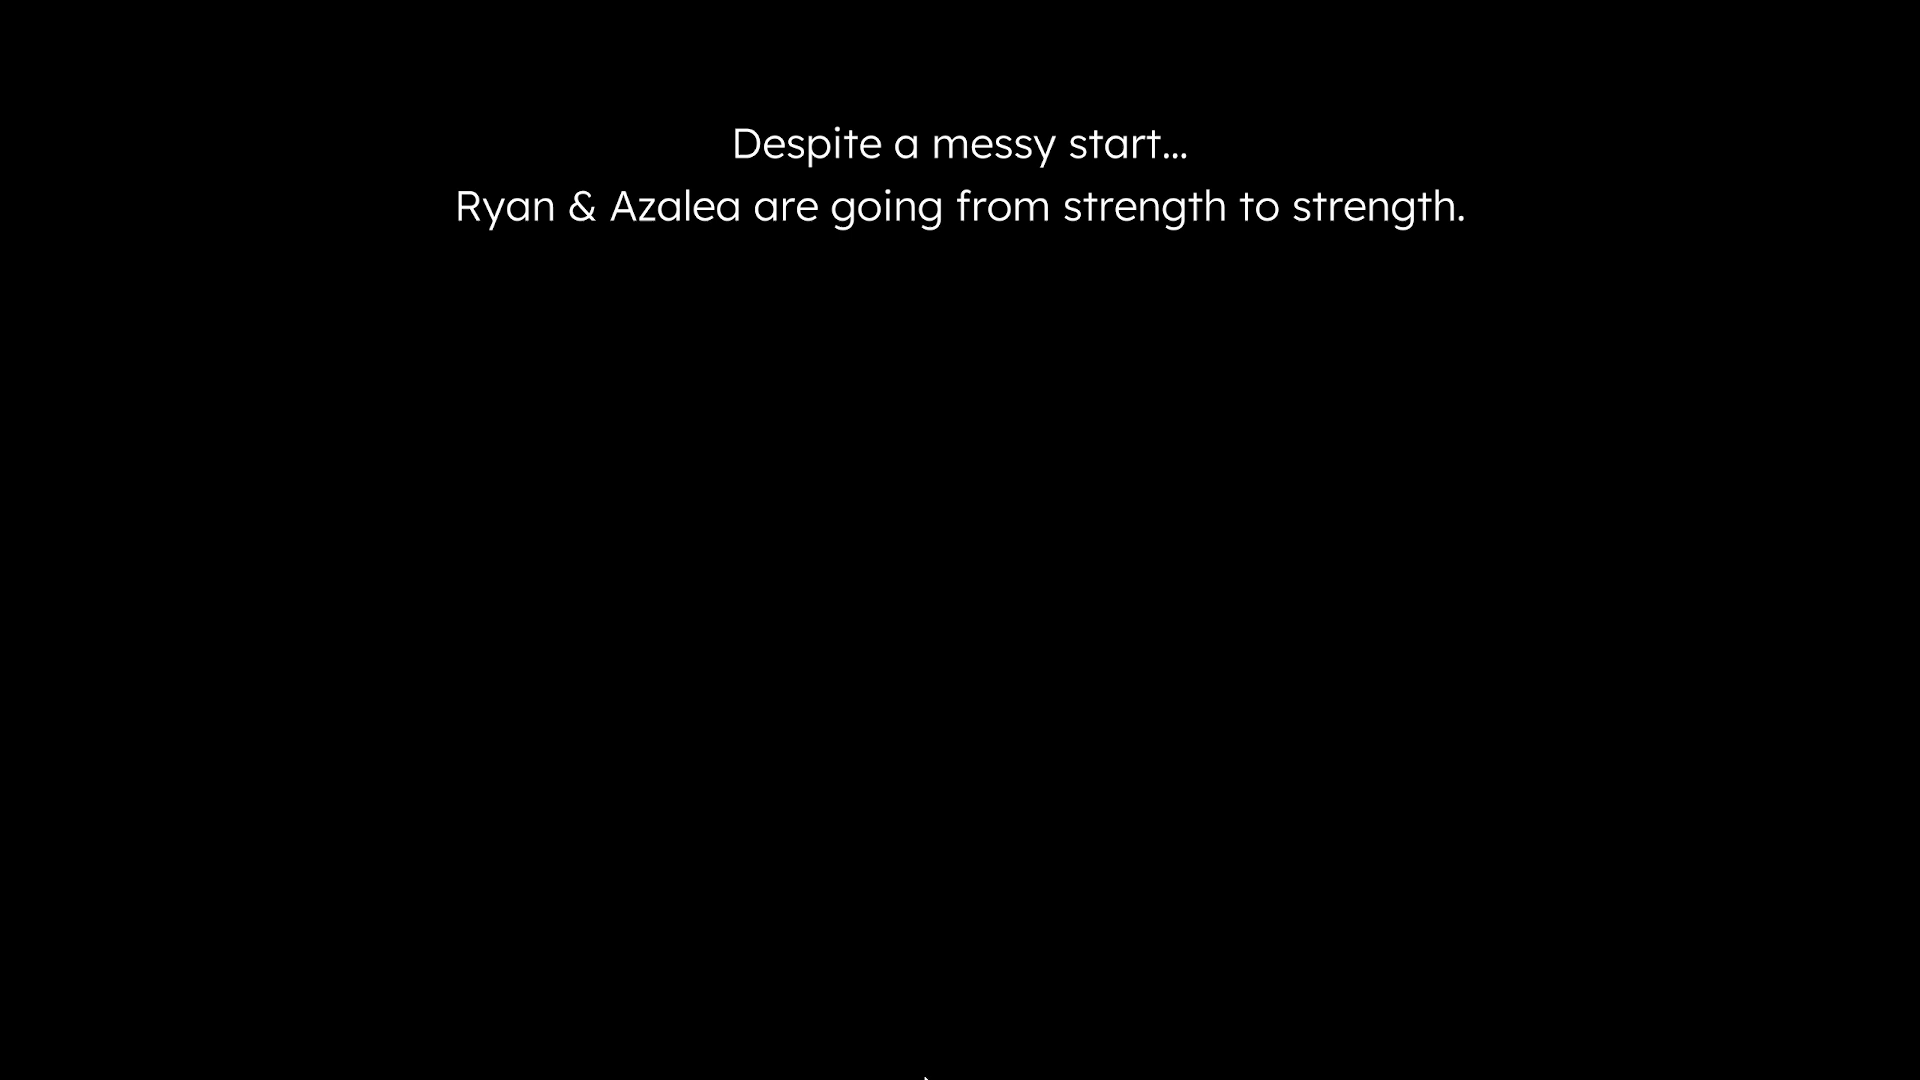 Despite a messy start...
Ryan & Azalea are going from strength to strength.